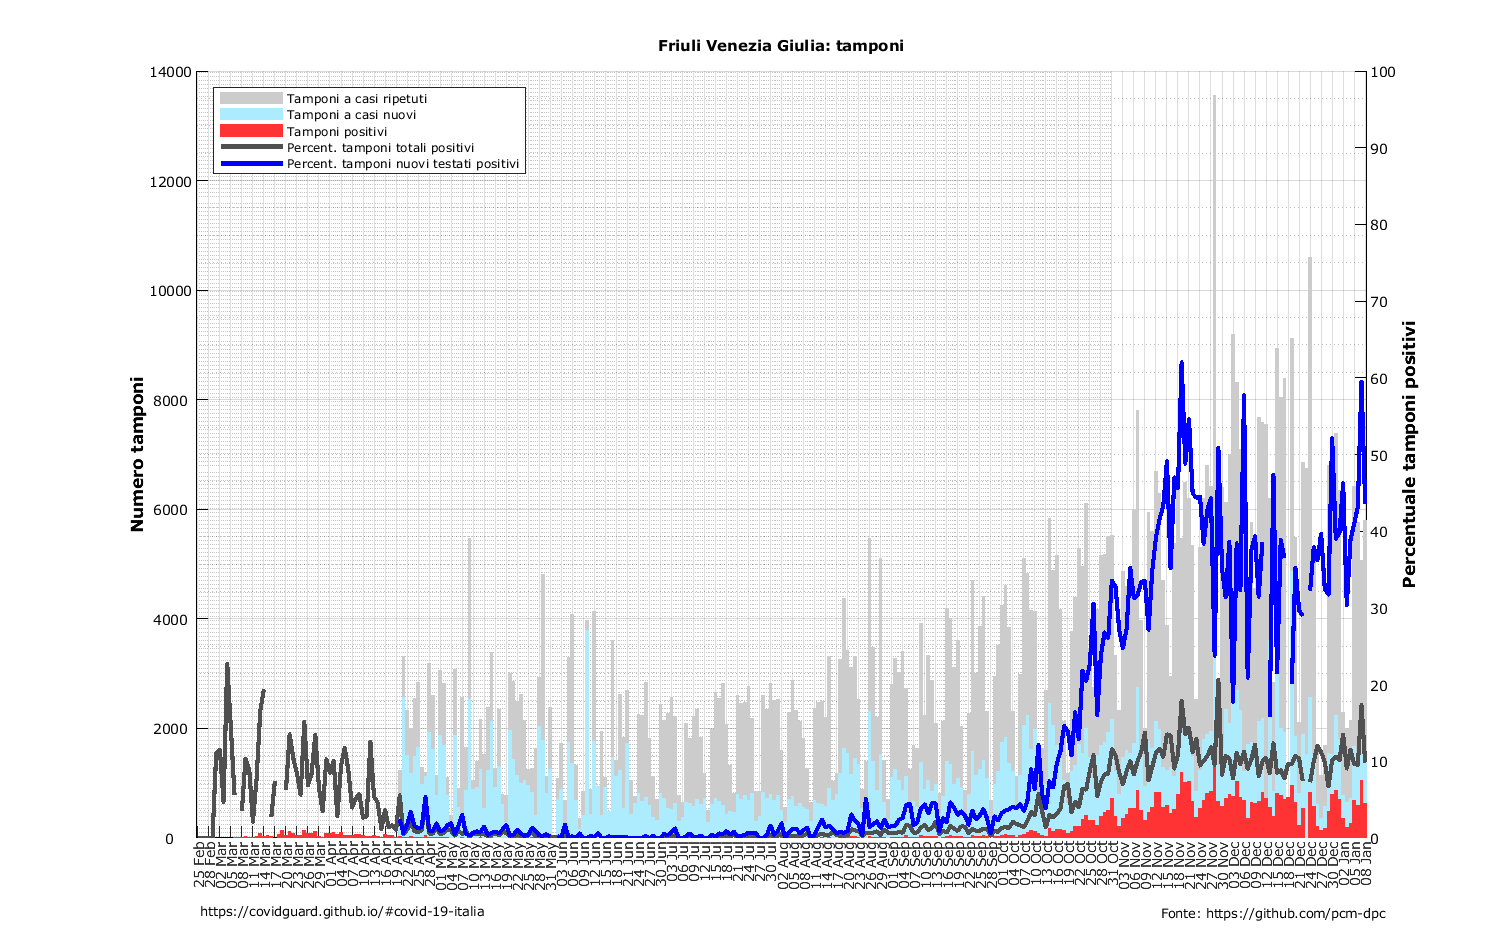 Friuli Venezia Giulia: tamponi
Tamponi a casi ripetuti
Tamponi a casi nuovi
Tamponi positivi
Percent. tamponi totali positivi
Percent. tamponi nuovi testati positivi
Numero tamponi
14000
12000
10000
8000
6000
4000
2000
0
Percentuale tamponi positivi
100
90
80
70
60
50
40
30
20
10
0
25 Feb
28 Feb
02 Mar
05 Mar
08 Mar
11 Mar
14 Mar
17 Mar
20 Mar
23 Mar
26 Mar
29 Mar
01 Apr
04 Apr
07 Apr
10 Apr
13 Apr
16 Apr
19 Apr
22 Apr
25 Apr
28 Apr
01 May
04 May
07 May
10 May
13 May
16 May
19 May
22 May
25 May
28 May
31 May
03 Jun
06 Jun
09 Jun
12 Jun
15 Jun
18 Jun
21 Jun
24 Jun
27 Jun
30 Jun
03 Jul
06 Jul
09 Jul
12 Jul
15 Jul
18 Jul
21 Jul
24 Jul
27 Jul
30 Jul
02 Aug
05 Aug
08 Aug
11 Aug
14 Aug
17 Aug
20 Aug
23 Aug
26 Aug
29 Aug
01 Sep
04 Sep
07 Sep
10 Sep
13 Sep
16 Sep
19 Sep
22 Sep
25 Sep
28 Sep
01 Oct
04 Oct
07 Oct
10 Oct
13 Oct
16 Oct
19 Oct
22 Oct
25 Oct
28 Oct
31 Oct
03 Nov
06 Nov
09 Nov
12 Nov
15 Nov
18 Nov
21 Nov
24 Nov
27 Nov
30 Nov
03 Dec
06 Dec
09 Dec
12 Dec
15 Dec
18 Dec
21 Dec
24 Dec
27 Dec
30 Dec
02 Jan
05 Jan
08 Jan
https://covidguard.github.io/#covid-19-italia
Fonte: https://github.com/pcm-dpc